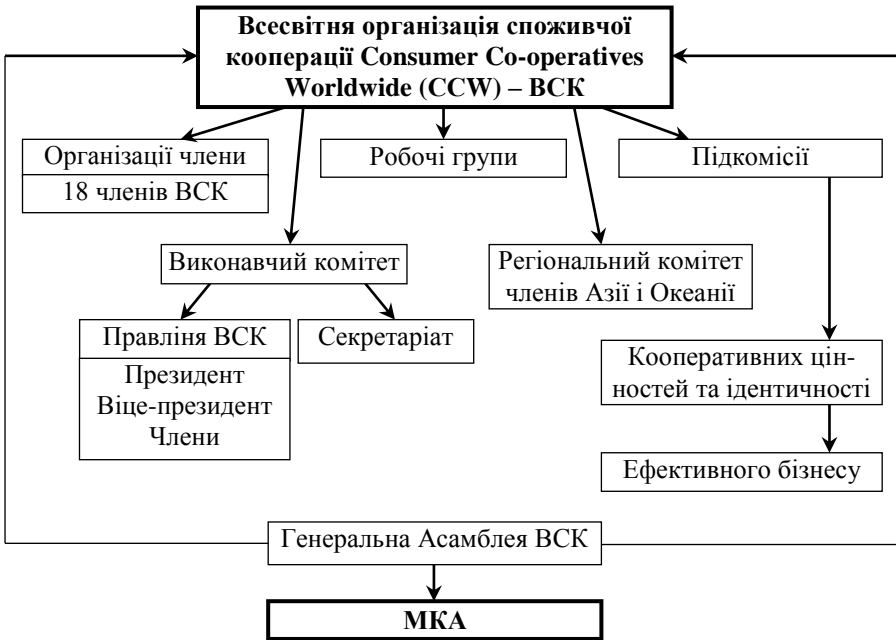 Всесвітня організація споживчої
кооперації Consumer Co-operatives
Worldwide (CCW) – ВСК
Організації члени
18 членів ВСК
Робочі групи
Підкомісії
Виконавчий комітет
Регіональний комітет
членів Азії і Океанії
Правліня ВСК
Президент
Віце-президент
Члени
Секретаріат
Кооперативних цін-
ностей та ідентичності
Ефективного бізнесу
Генеральна Асамблея ВСК
МКА